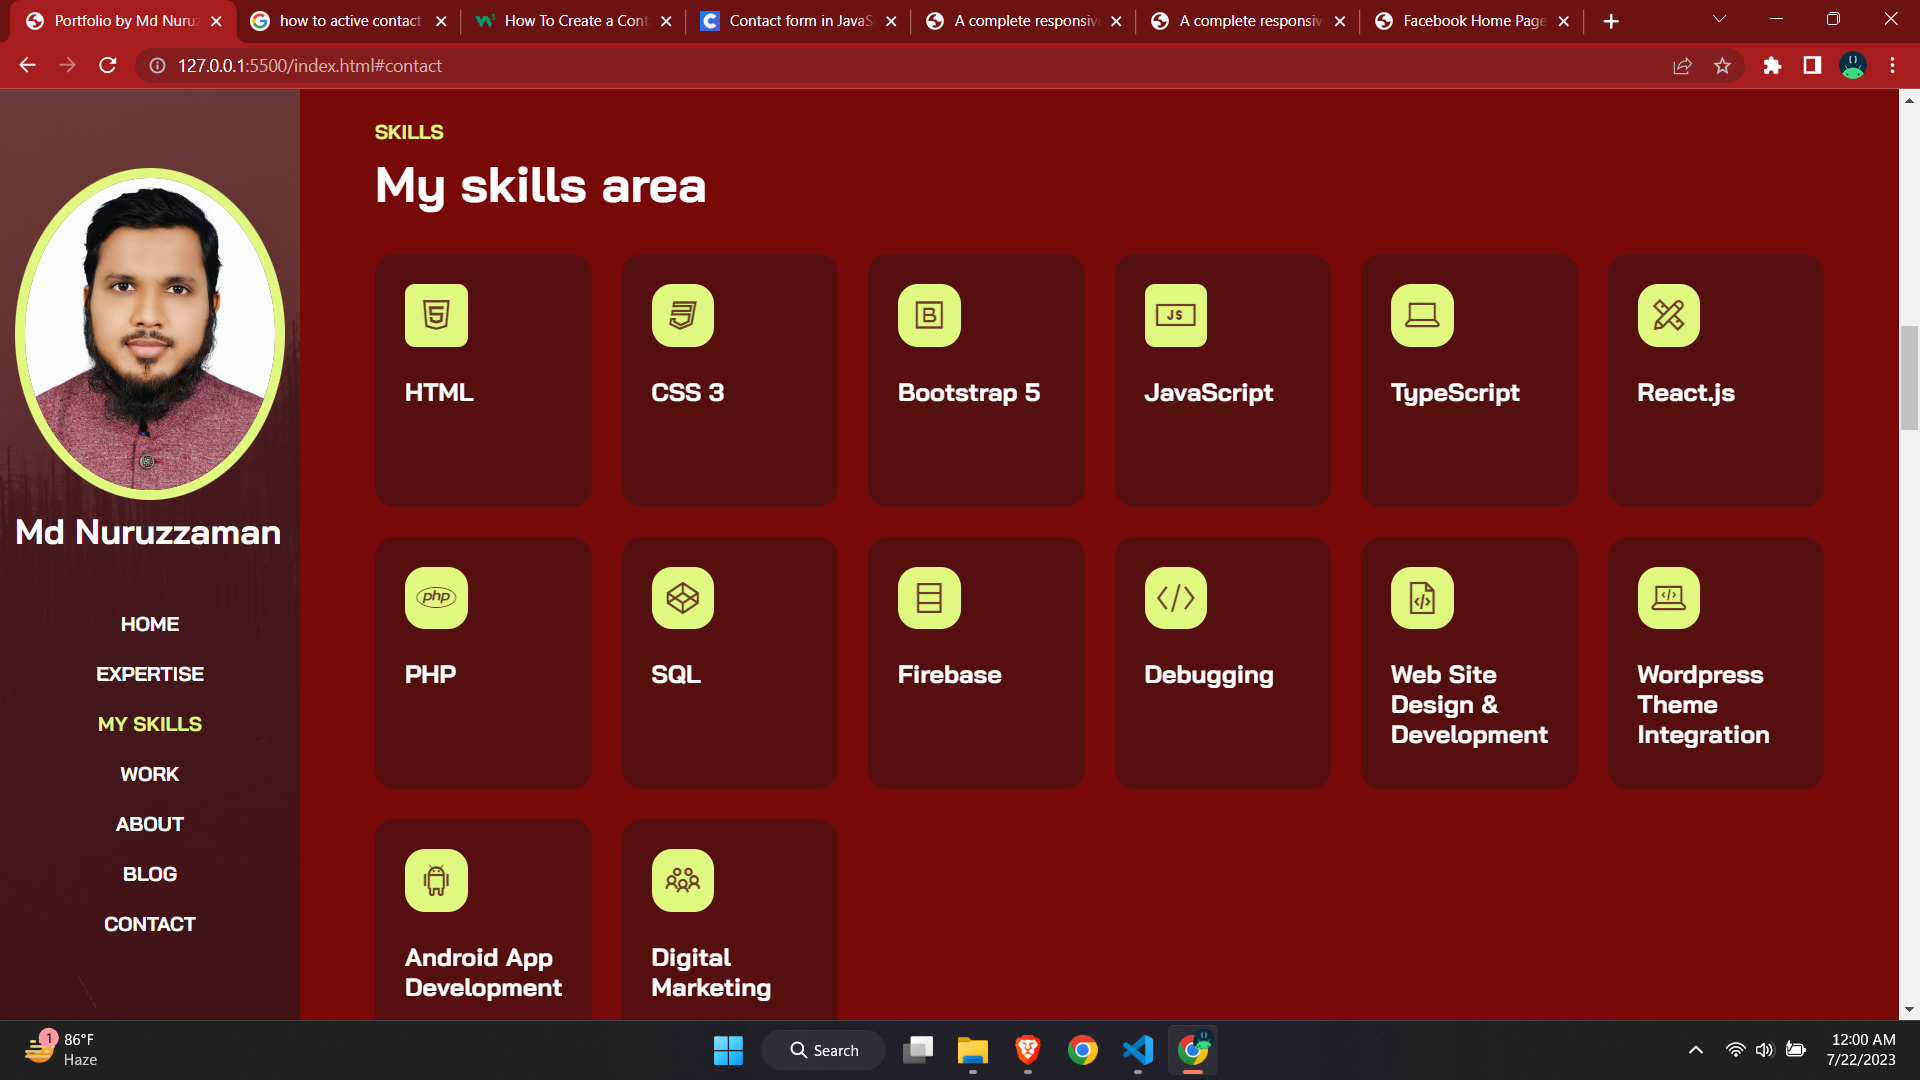 Portfolio by Md Nuruz
how to active contact
How To Create a Cont
Contact form in JavaS
A complete responsive
A complete responsiv
Facebook Home Page
127.0.0.1:5500/index.html#contact
Md Nuruzzaman
HOME
EXPERTISE
MY SKILLS
WORK
ABOUT
BLOG
CONTACT
SKILLS
My skills area
JS
HTML
CSS 3
Bootstrap 5
JavaScript
TypeScript
React.js
php
PHP
SQL
Firebase
Debugging
Web Site
Design &
Development
Wordpress
Theme
Integration
Android App
Development
Digital
Marketing
1
86°F
Haze
Search
12:00 AM
7/22/2023